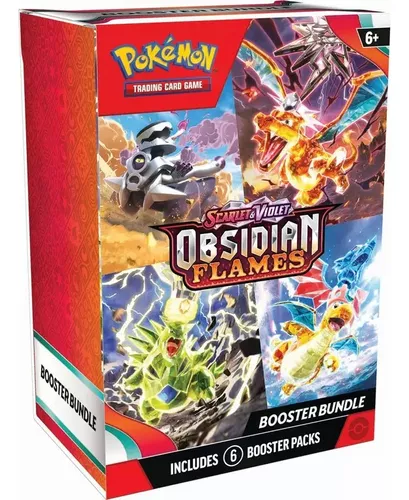 POKéMON
TRADING CARD GAME
6+
SCARLET & VIOLET
OBSIDIAN
FLAMES
BOOSTER BUNDLE
BOOSTER BUNDLE
INCLUDES 6 BOOSTER PACKS